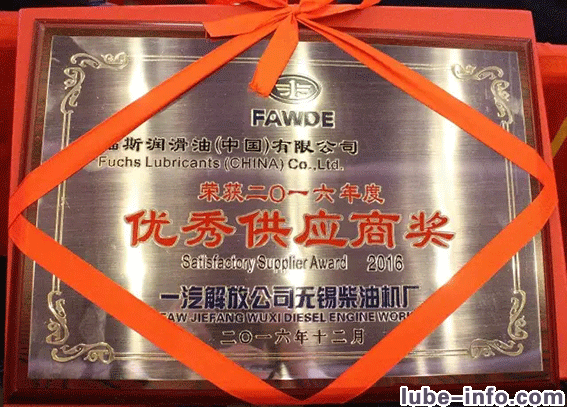 FAWDE
斯润滑油(中国)有限公司
Fuchs Lubricants (CHINA) Co.,Ltd.
荣获二〇一六年度
优秀供应商奖
Satisfactory Supplier Award 2016
一汽解放公司无锡柴油机厂
FAW JIEFANG WUXI DIESEL ENGINE WORK
二〇一六年十二月
lube-info.com